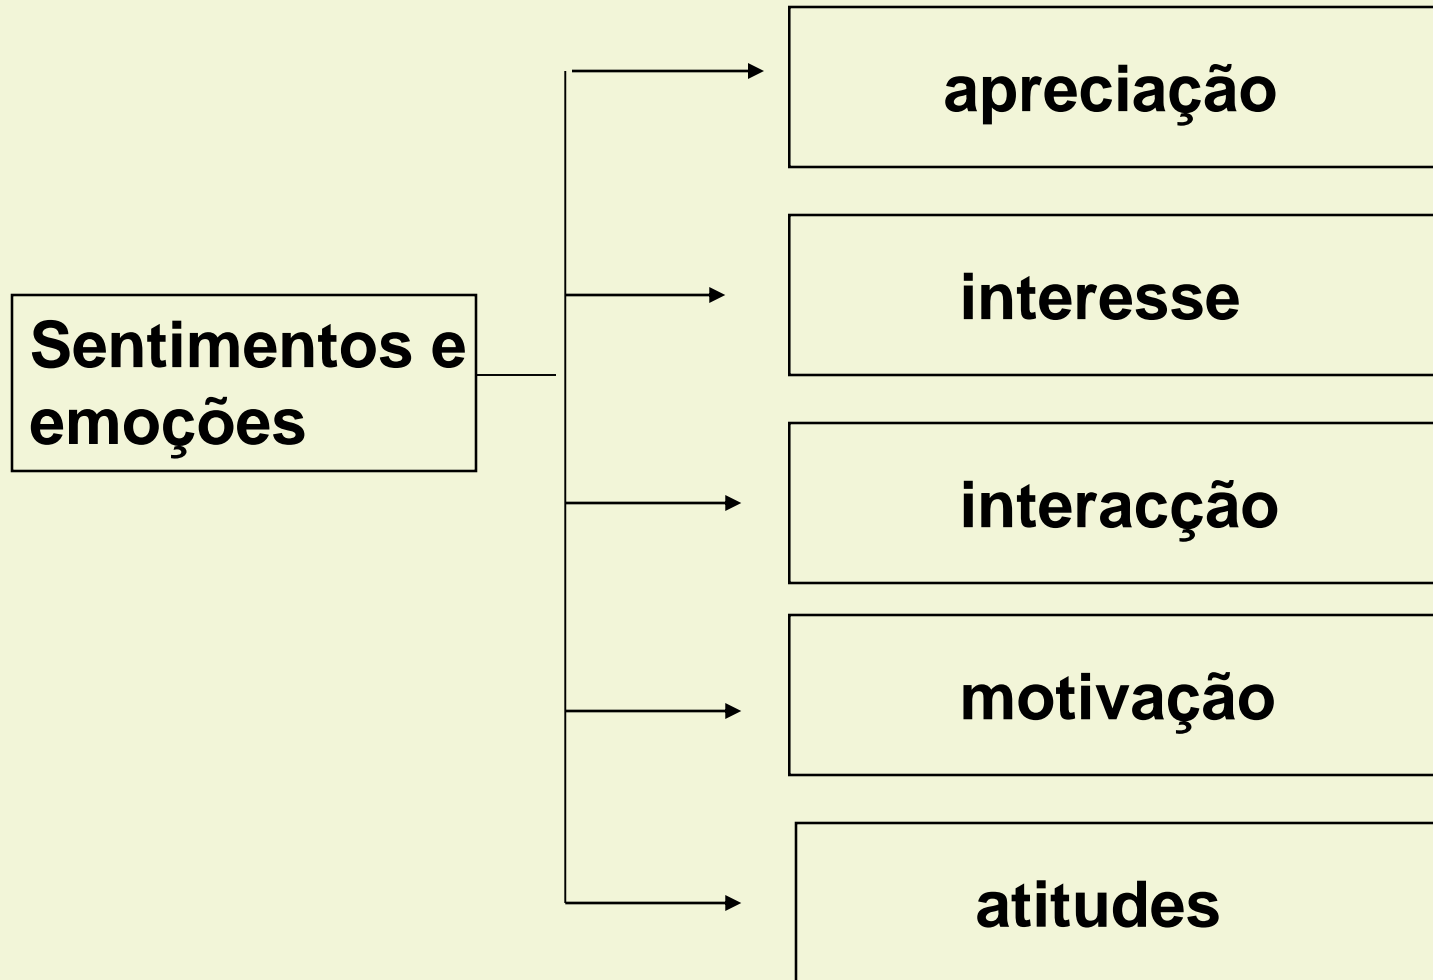 Sentimentos e
emoções
apreciação
interesse
interacção
motivação
atitudes